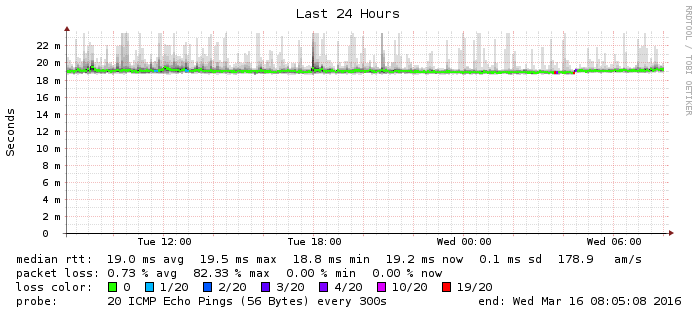 Last 24 Hours
RRDTOOL / TOBI OETIKER
Seconds
22 m
20 m
18 m
16 m
14 m
12 m
10 m
8 m
6 m
4 m
2 m
0
Tue 12:00 Tue 18:00 Wed 00:00 Wed 06:00
median rtt: 19.0 ms avg 19.5 ms max 18.8 ms min 19.2 ms now 0.1 ms sd 178.9 am/s
packet loss: 0.73 % avg 82.33 % max 0.00 % min 0.00 % now
loss color: 0 1/20 2/20 3/20 4/20 10/20 19/20
probe: 20 ICMP Echo Pings (56 Bytes) every 300s end: Wed Mar 16 08:05:08 2016